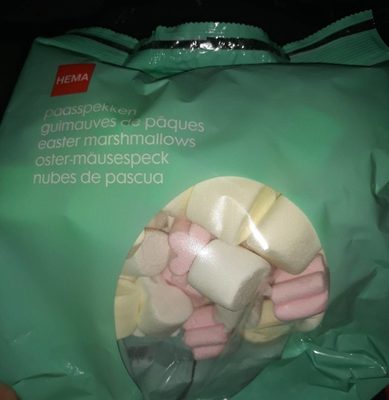 HEMA
paasspekken
guimauves de pâques
easter marshmallows
oster-mäusespeck
nubes de pascua